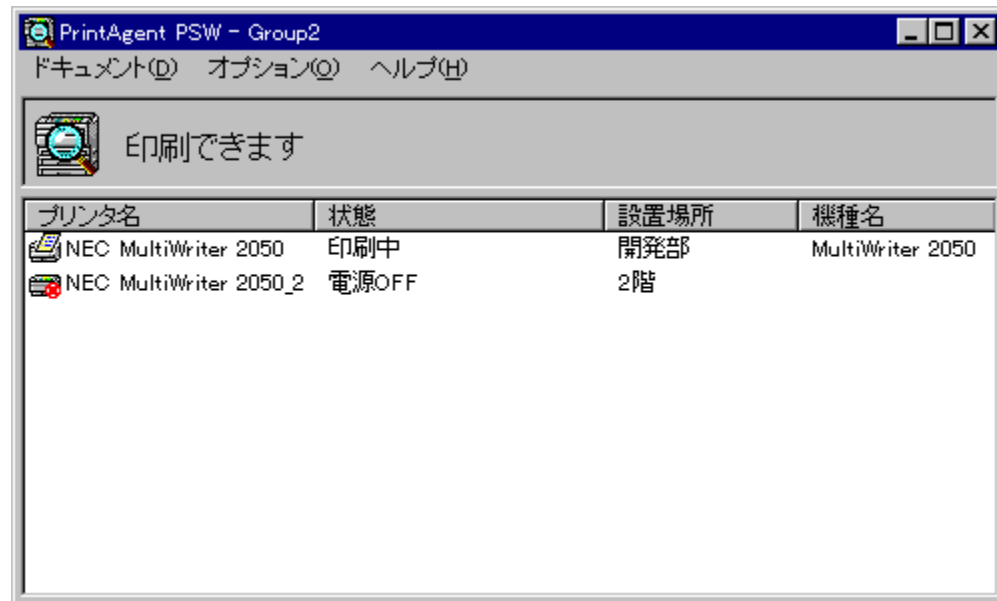 PrintAgent PSW - Group2
ドキュメント(D) オプション(O) ヘルプ(H)
印刷できます
プリンタ名 状態 設置場所 機種名
NEC MultiWriter 2050 印刷中 開発部 MultiWriter 2050
NEC MultiWriter 2050_2 電源OFF 2階